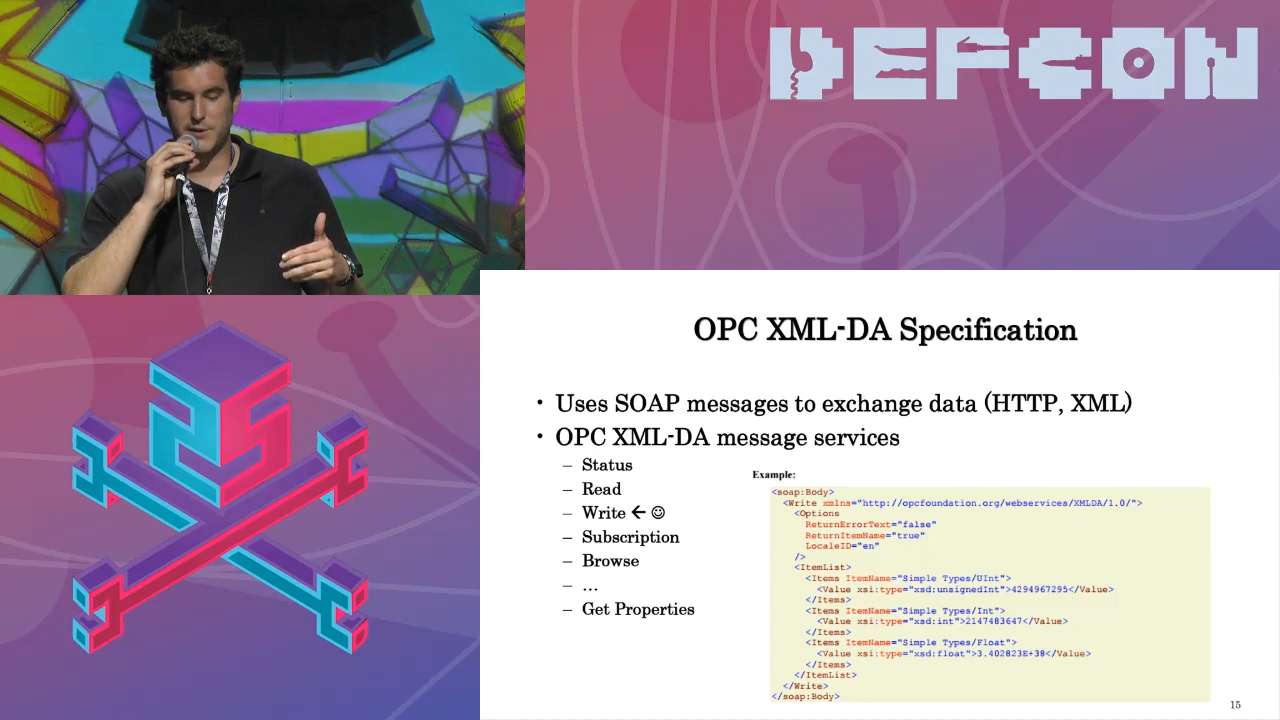 DEFCON
OPC XML-DA Specification
• Uses SOAP messages to exchange data (HTTP, XML)
• OPC XML-DA message services
– Status
– Read
– Write ← ☺
– Subscription
– Browse
– ...
– Get Properties
Example:
<soap:Body>
<Write xmlns="http://opcfoundation.org/webservices/XMLDA/1.0/">
<Options
ReturnErrorText="false"
ReturnItemName="true"
LocaleID="en"
/>
<ItemList>
<Items ItemName="Simple Types/UInt">
<Value xsi:type="xsd:unsignedInt">4294967295</Value>
</Items>
<Items ItemName="Simple Types/Int">
<Value xsi:type="xsd:int">2147483647</Value>
</Items>
<Items ItemName="Simple Types/Float">
<Value xsi:type="xsd:float">3.402823E+38</Value>
</Items>
</ItemList>
</Write>
</soap:Body>
15